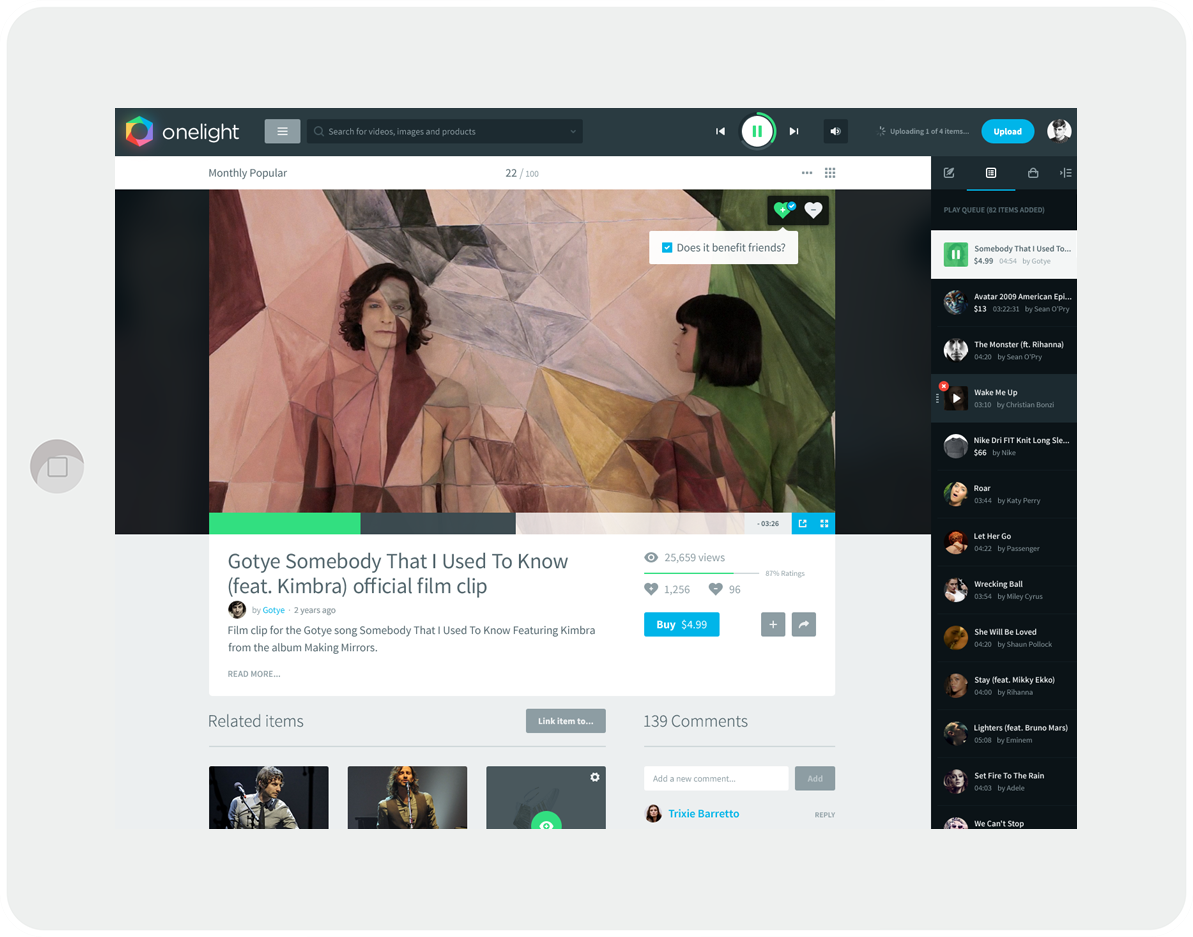 onelight
Search for videos, images and products
Uploading 1 of 4 items...
Upload
Monthly Popular
22 / 100
Does it benefit friends?
- 03:26
Gotye Somebody That I Used To Know
(feat. Kimbra) official film clip
by Gotye · 2 years ago
Film clip for the Gotye song Somebody That I Used To Know Featuring Kimbra
from the album Making Mirrors.
READ MORE...
25,659 views
87% Ratings
1,256
96
Buy $4.99
Related items
Link item to...
139 Comments
Add a new comment...
Add
Trixie Barretto
REPLY
PLAY QUEUE (82 ITEMS ADDED)
Somebody That I Used To...
$4.99 04:54 by Gotye
Avatar 2009 American Epi...
$13 03:22:31 by Sean O'Pry
The Monster (ft. Rihanna)
04:20 by Sean O'Pry
Wake Me Up
03:10 by Christian Bonzi
Nike Dri FIT Knit Long Sle...
$66 by Nike
Roar
03:44 by Katy Perry
Let Her Go
04:22 by Passenger
Wrecking Ball
03:54 by Miley Cyrus
She Will Be Loved
04:20 by Shaun Pollock
Stay (feat. Mikky Ekko)
04:00 by Rihanna
Lighters (feat. Bruno Mars)
05:08 by Eminem
Set Fire To The Rain
04:03 by Adele
We Can't Stop